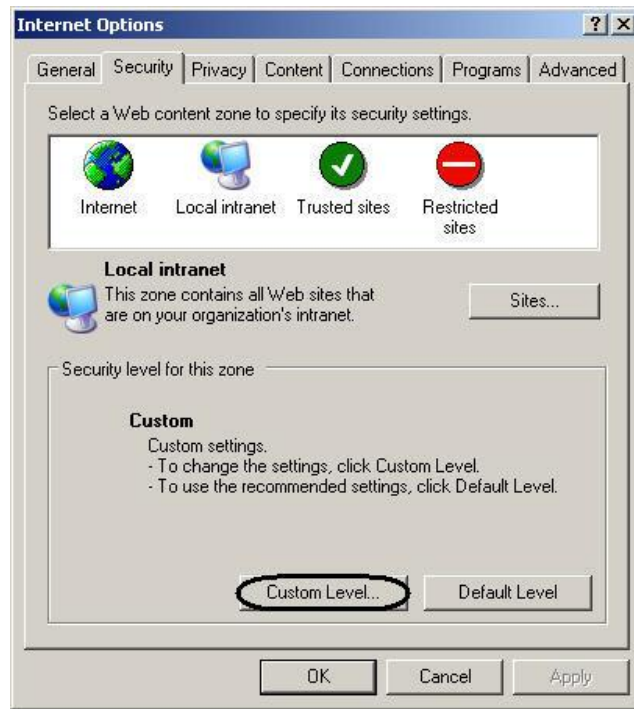 Internet Options
General Security Privacy Content Connections Programs Advanced
Select a Web content zone to specify its security settings.
Internet Local intranet Trusted sites Restricted sites
Local intranet
This zone contains all Web sites that
are on your organization's intranet.
Sites...
Security level for this zone
Custom
Custom settings.
- To change the settings, click Custom Level.
- To use the recommended settings, click Default Level.
Custom Level... Default Level
OK Cancel Apply